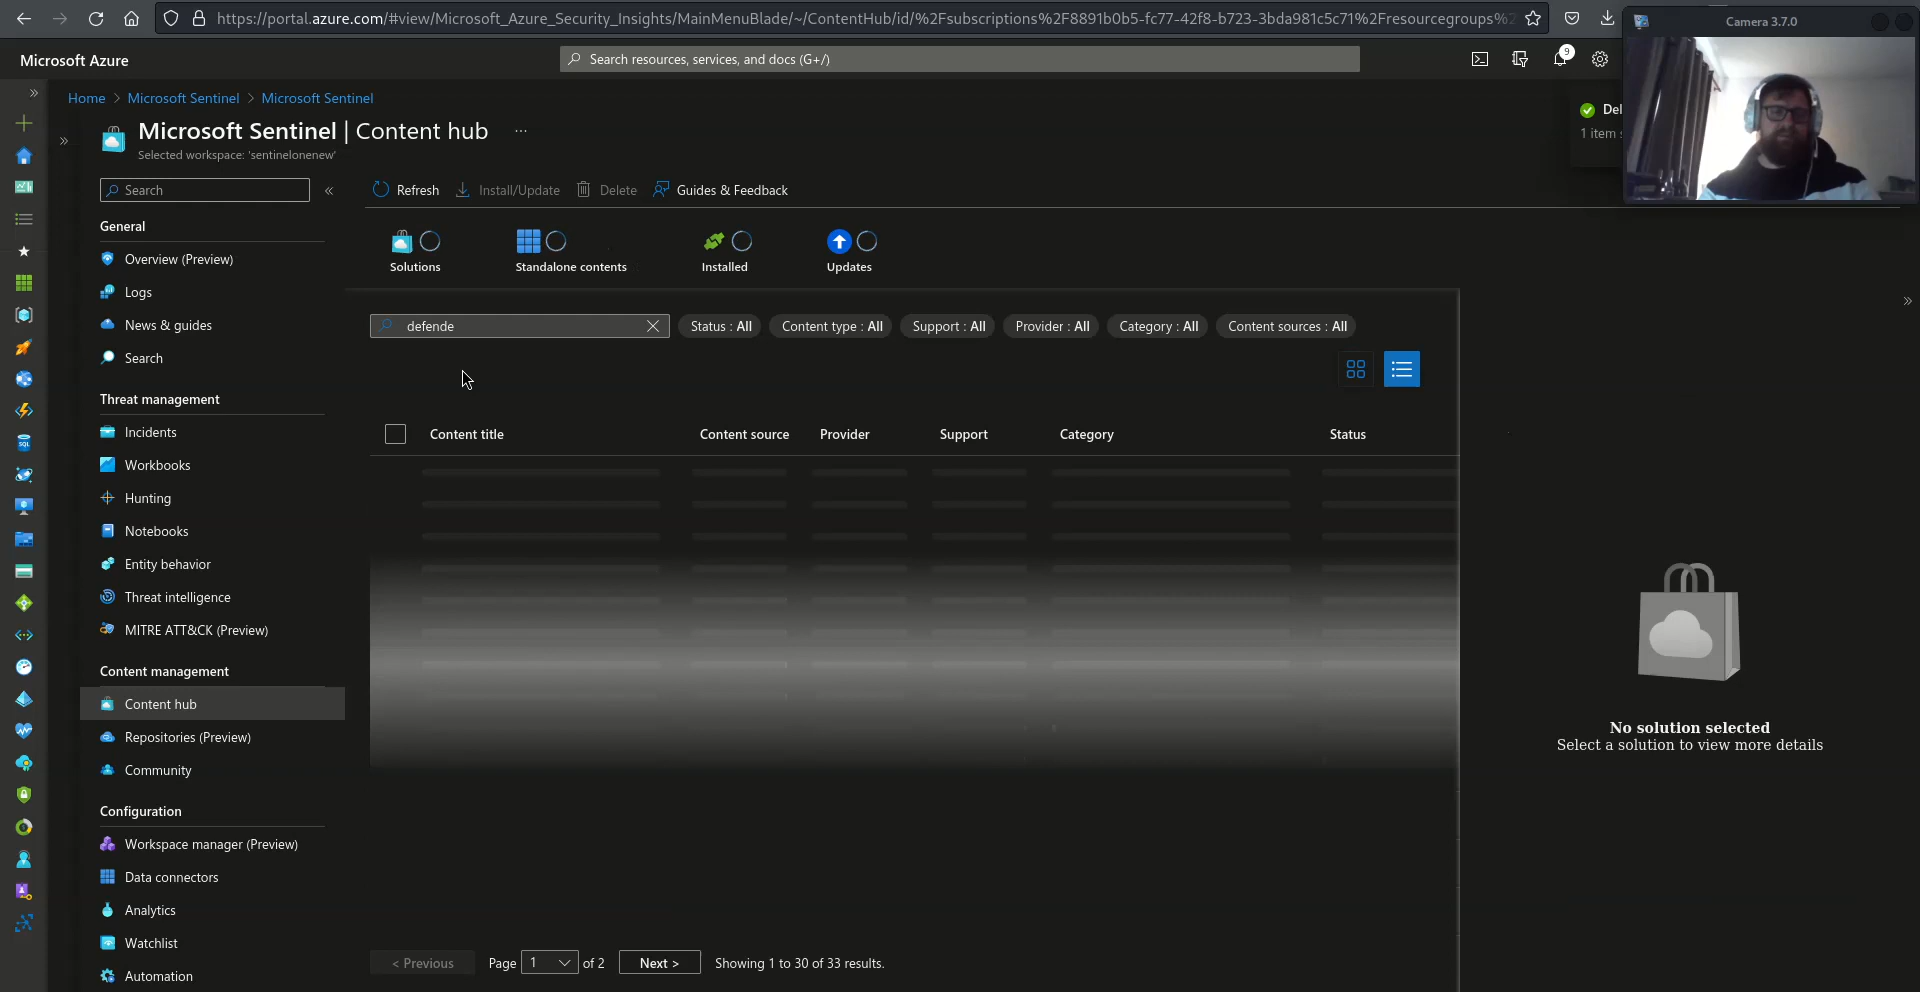 https://portal.azure.com/#view/Microsoft_Azure_Security_Insights/MainMenuBlade/~/ContentHub/id/%2Fsubscriptions%2F8891b0b5-fc77-42f8-b723-3bda981c5c71%2Fresourcegroups%2
Camera 3.7.0
Microsoft Azure
Search resources, services, and docs (G+/)
9
Home > Microsoft Sentinel > Microsoft Sentinel
Microsoft Sentinel | Content hub ...
Selected workspace: 'sentinelonenew'
Del
1 item s
Search
Refresh
Install/Update
Delete
Guides & Feedback
General
Overview (Preview)
Logs
News & guides
Search
Threat management
Incidents
Workbooks
Hunting
Notebooks
Entity behavior
Threat intelligence
MITRE ATT&CK (Preview)
Content management
Content hub
Repositories (Preview)
Community
Configuration
Workspace manager (Preview)
Data connectors
Analytics
Watchlist
Automation
Solutions
Standalone contents
Installed
Updates
defende
Status : All
Content type : All
Support : All
Provider : All
Category : All
Content sources : All
Content title
Content source
Provider
Support
Category
Status
< Previous
Page 1 of 2
Next >
Showing 1 to 30 of 33 results.
No solution selected
Select a solution to view more details
SQL